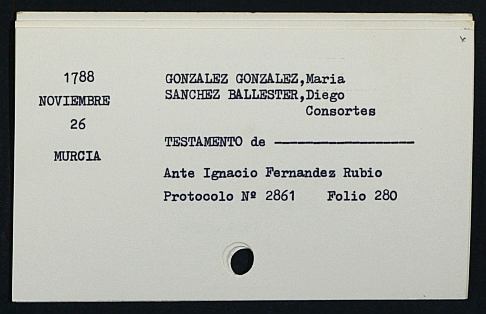 1788
NOVIEMBRE
26
MURCIA
GONZALEZ GONZALEZ,Maria
SANCHEZ BALLESTER,Diego
Consortes
TESTAMENTO de
Ante Ignacio Fernandez Rubio
Protocolo Nº 2861 Folio 280